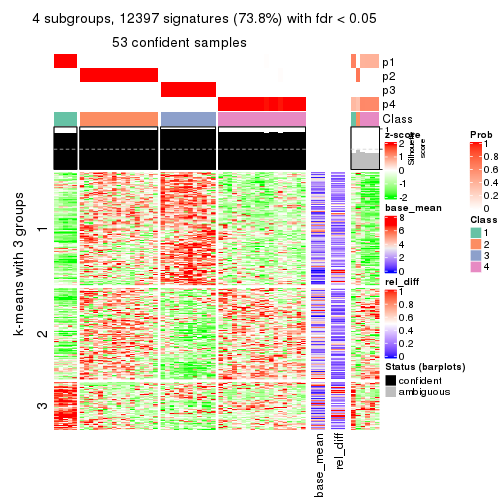 4 subgroups, 12397 signatures (73.8%) with fdr < 0.05
53 confident samples
p1
p2
p3
p4
Class
1
Silhouette
score
z-score
2
1
0
-1
-2
Prob
1
0.8
0.6
0.4
0.2
0
base_mean
8
6
4
2
0
Class
1
2
3
4
rel_diff
1
0.8
0.6
0.4
0.2
0
Status (barplots)
confident
ambiguous
k-means with 3 groups
1
2
3
base_mean
rel_diff